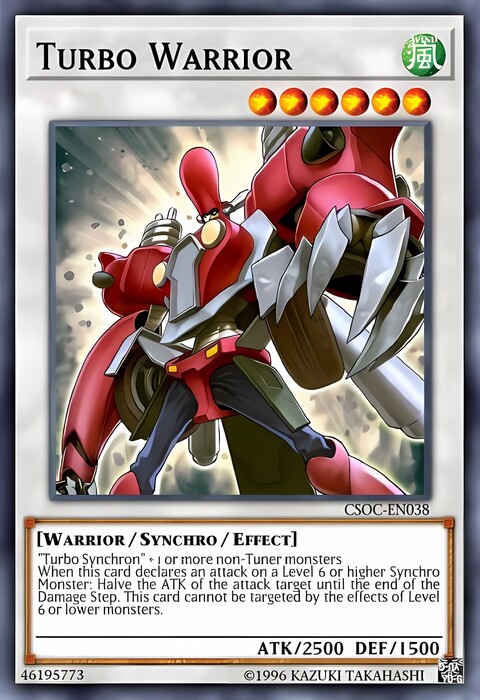 TURBO WARRIOR
風
CSOC-EN038
[WARRIOR / SYNCHRO / EFFECT]
"Turbo Synchron" + 1 or more non-Tuner monsters
When this card declares an attack on a Level 6 or higher Synchro
Monster: Halve the ATK of the attack target until the end of the
Damage Step. This card cannot be targeted by the effects of Level
6 or lower monsters.
ATK/2500 DEF/1500
46195773
©1996 KAZUKI TAKAHASHI